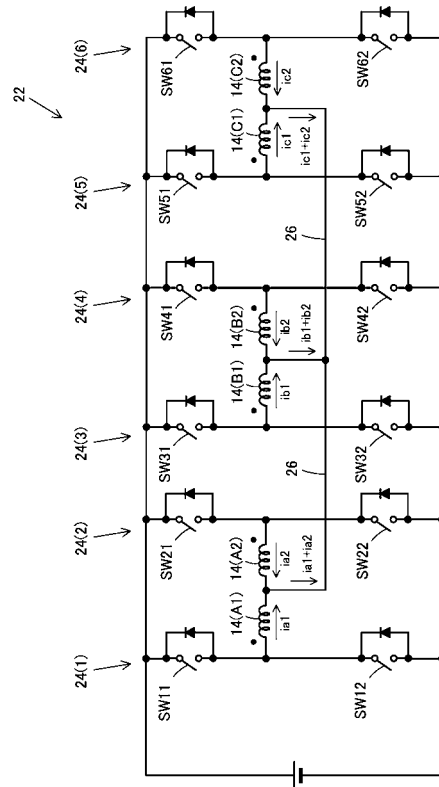 22
24(1)
24(2)
24(3)
24(4)
24(5)
24(6)
SW11
SW21
SW31
SW41
SW51
SW61
14(A1)
14(A2)
14(B1)
14(B2)
14(C1)
14(C2)
ia1
ia2
ib1
ib2
ic1
ic2
ia1+ia2
ib1+ib2
ic1+ic2
26
26
SW12
SW22
SW32
SW42
SW52
SW62